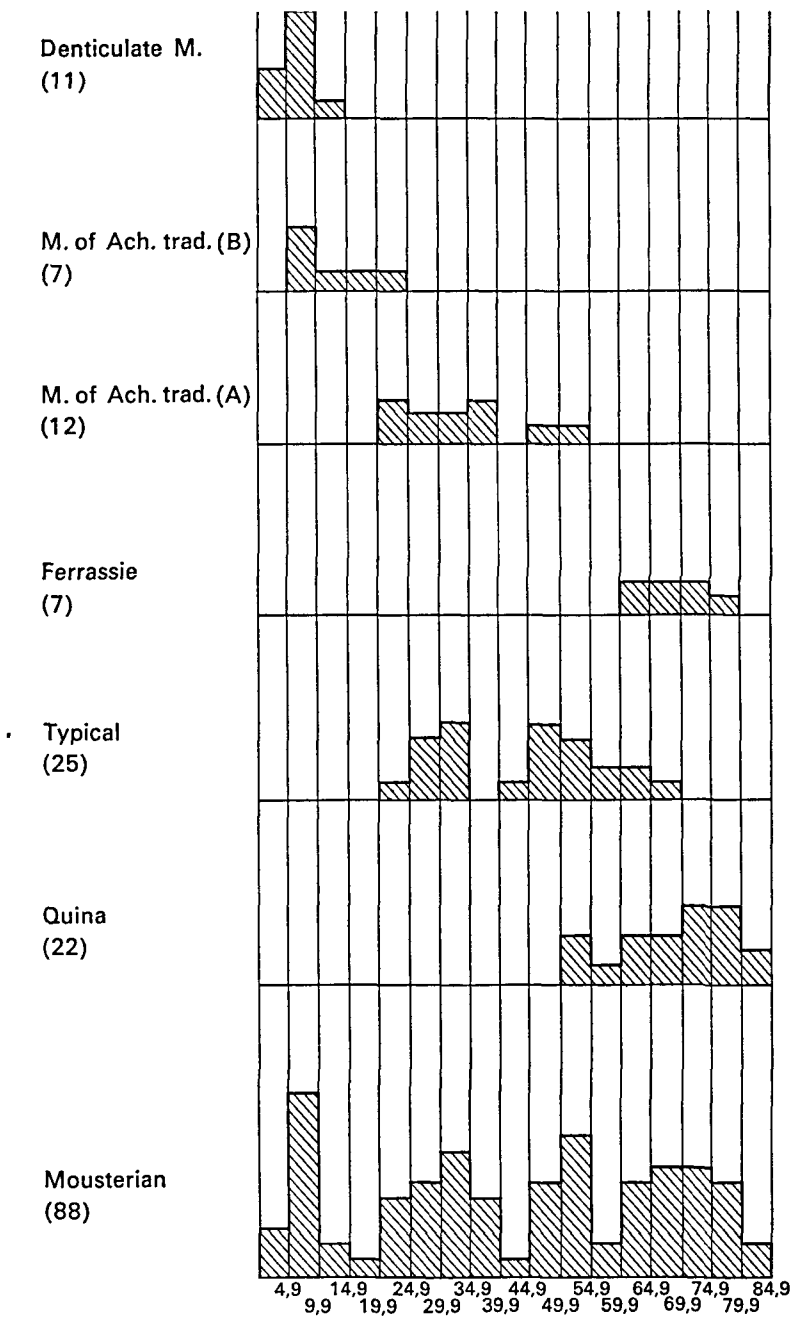 Denticulate M.
(11)
M. of Ach. trad. (B)
(7)
M. of Ach. trad. (A)
(12)
Ferrassie
(7)
Typical
(25)
Quina
(22)
Mousterian
(88)
4,9 14,9 24,9 34,9 44,9 54,9 64,9 74,9 84,9
9,9 19,9 29,9 39,9 49,9 59,9 69,9 79,9